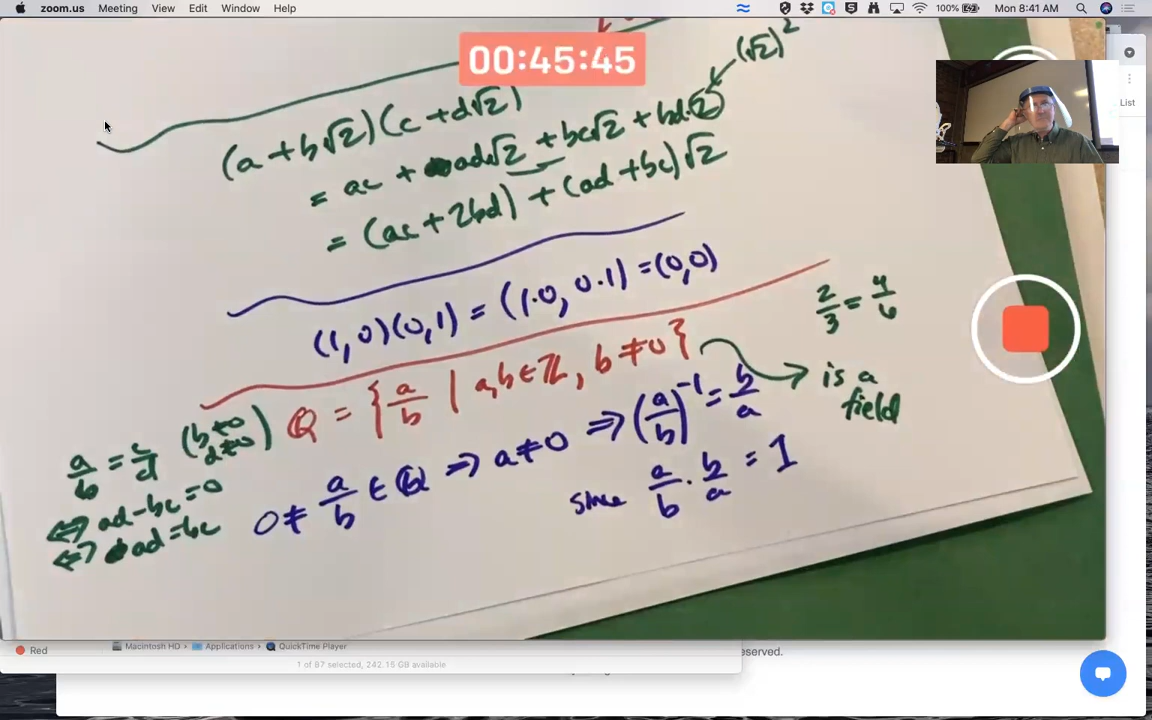 zoom.us Meeting View Edit Window Help 100% Mon 8:41 AM
00:45:45
(√2)²
List
(a + b√2)(c + d√2)
= ac + ad√2 + bc√2 + bd·2
= (ac + 2bd) + (ad + bc)√2
(1,0)(0,1) = (1·0, 0·1) = (0,0)
2/3 = 4/6
ℚ = { a/b | a,b ∈ ℤ, b ≠ 0 }
is a
field
a/b = c/d (b≠0 d≠0)
⇔ ad - bc = 0
⇔ ad = bc
0 ≠ a/b ∈ ℚ ⇒ a ≠ 0 ⇒ (a/b)⁻¹ = b/a
since a/b · b/a = 1
Red
Macintosh HD › Applications › QuickTime Player
1 of 87 selected, 242.15 GB available
served.